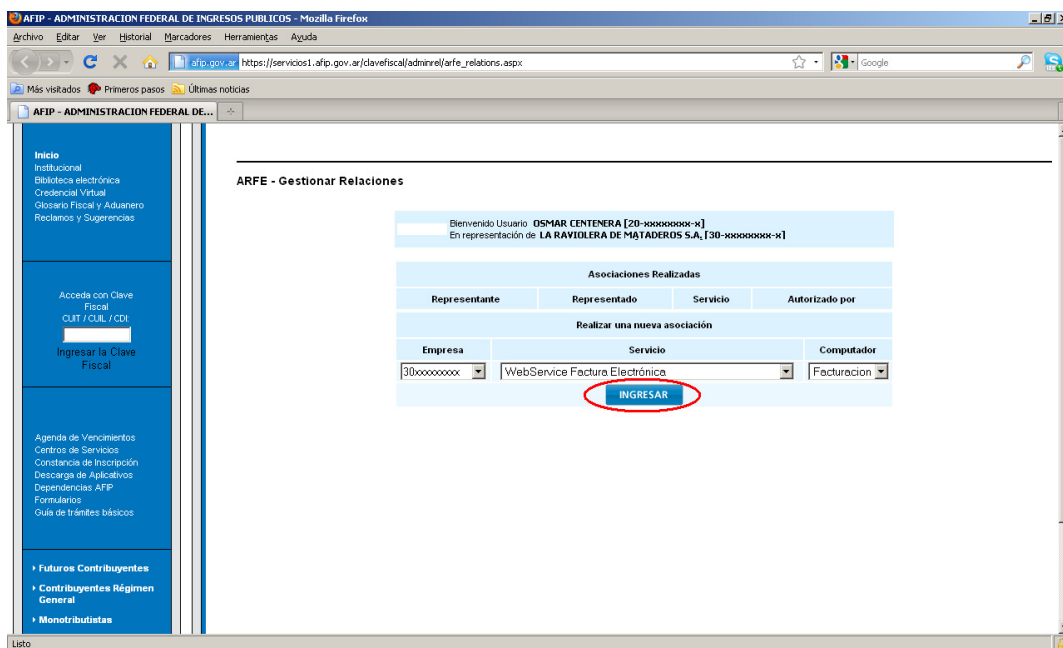 AFIP - ADMINISTRACION FEDERAL DE INGRESOS PUBLICOS - Mozilla Firefox
Archivo Editar Ver Historial Marcadores Herramientas Ayuda
afip.gov.ar https://servicios1.afip.gov.ar/clavefiscal/adminrel/arfe_relations.aspx Google
Más visitados Primeros pasos Últimas noticias
AFIP - ADMINISTRACION FEDERAL DE...
Inicio
Institucional
Biblioteca electrónica
Credencial Virtual
Glosario Fiscal y Aduanero
Reclamos y Sugerencias
Acceda con Clave
Fiscal
CUIT / CUIL / CDI:
Ingresar la Clave
Fiscal
Agenda de Vencimientos
Centros de Servicios
Constancia de Inscripción
Descarga de Aplicativos
Dependencias AFIP
Formularios
Guía de trámites básicos
Futuros Contribuyentes
Contribuyentes Régimen
General
Monotributistas
ARFE - Gestionar Relaciones
Bienvenido Usuario OSMAR CENTENERA [20-xxxxxxxx-x]
En representación de LA RAVIOLERA DE MATADEROS S.A. [30-xxxxxxxx-x]
Asociaciones Realizadas
Representante Representado Servicio Autorizado por
Realizar una nueva asociación
Empresa Servicio Computador
30xxxxxxxxx WebService Factura Electrónica Facturacion
INGRESAR
Listo